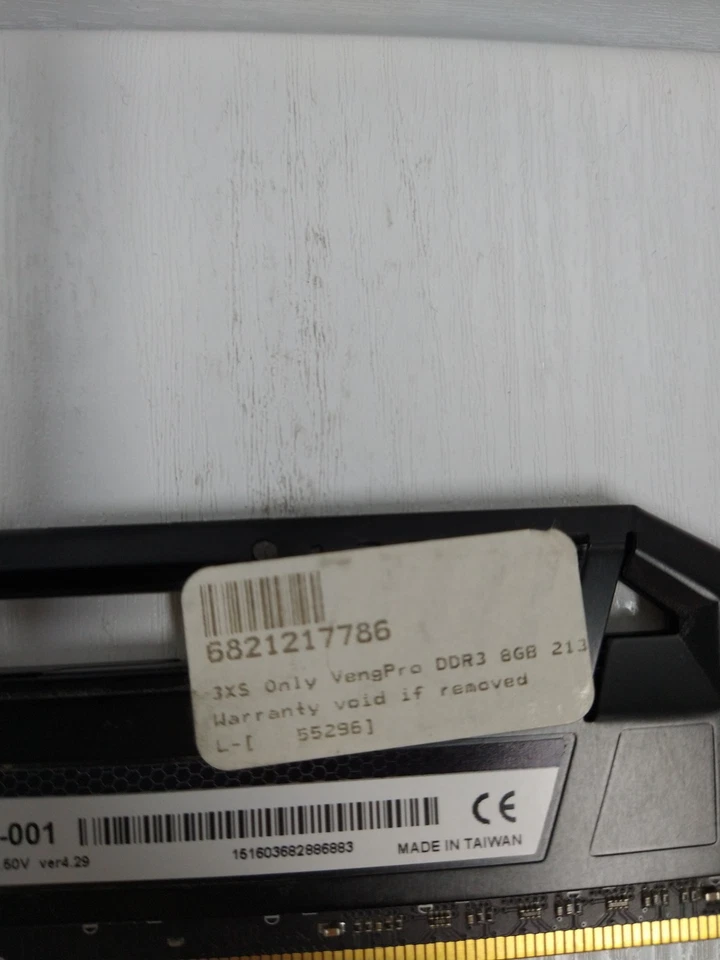 6821217786
3XS Only VengPro DDR3 8GB 213
Warranty void if removed
L-[ 55296]
-001
CE
.50V ver4.29
151603682886883
MADE IN TAIWAN